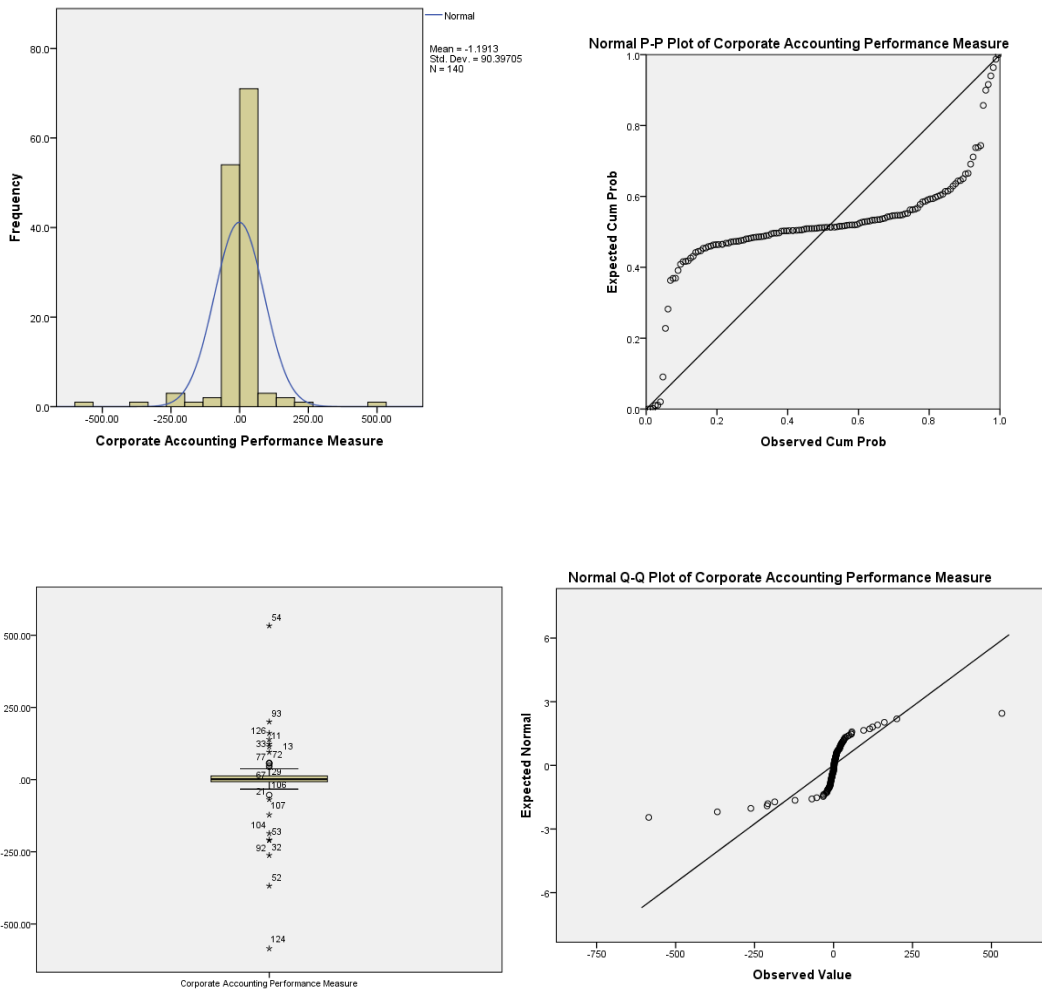 Normal
Mean = -1.1913
Std. Dev. = 90.39705
N = 140
80.0
60.0
40.0
20.0
0.0
Frequency
-500.00 -250.00 .00 250.00 500.00
Corporate Accounting Performance Measure
Normal P-P Plot of Corporate Accounting Performance Measure
1.0
0.8
0.6
0.4
0.2
0.0
Expected Cum Prob
0.0 0.2 0.4 0.6 0.8 1.0
Observed Cum Prob
500.00
250.00
.00
-250.00
-500.00
54
93
126
11
33
13
77
72
67
129
106
21
107
104
53
92
32
52
124
Corporate Accounting Performance Measure
Normal Q-Q Plot of Corporate Accounting Performance Measure
6
3
0
-3
-6
Expected Normal
-750 -500 -250 0 250 500
Observed Value